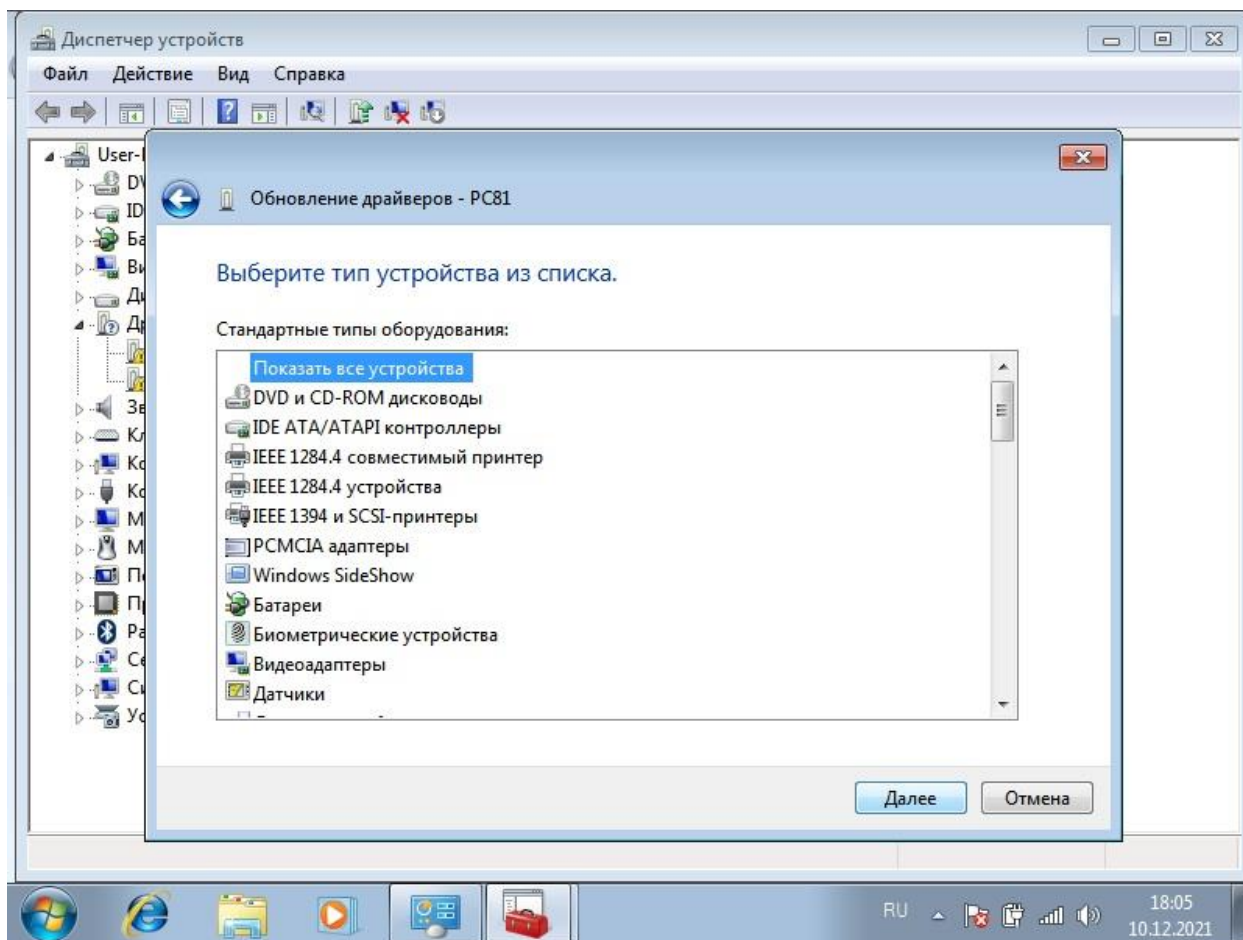 Диспетчер устройств
Файл Действие Вид Справка
Обновление драйверов - PC81
Выберите тип устройства из списка.
Стандартные типы оборудования:
Показать все устройства
DVD и CD-ROM дисководы
IDE ATA/ATAPI контроллеры
IEEE 1284.4 совместимый принтер
IEEE 1284.4 устройства
IEEE 1394 и SCSI-принтеры
PCMCIA адаптеры
Windows SideShow
Батареи
Биометрические устройства
Видеоадаптеры
Датчики
Далее Отмена
RU
18:05
10.12.2021